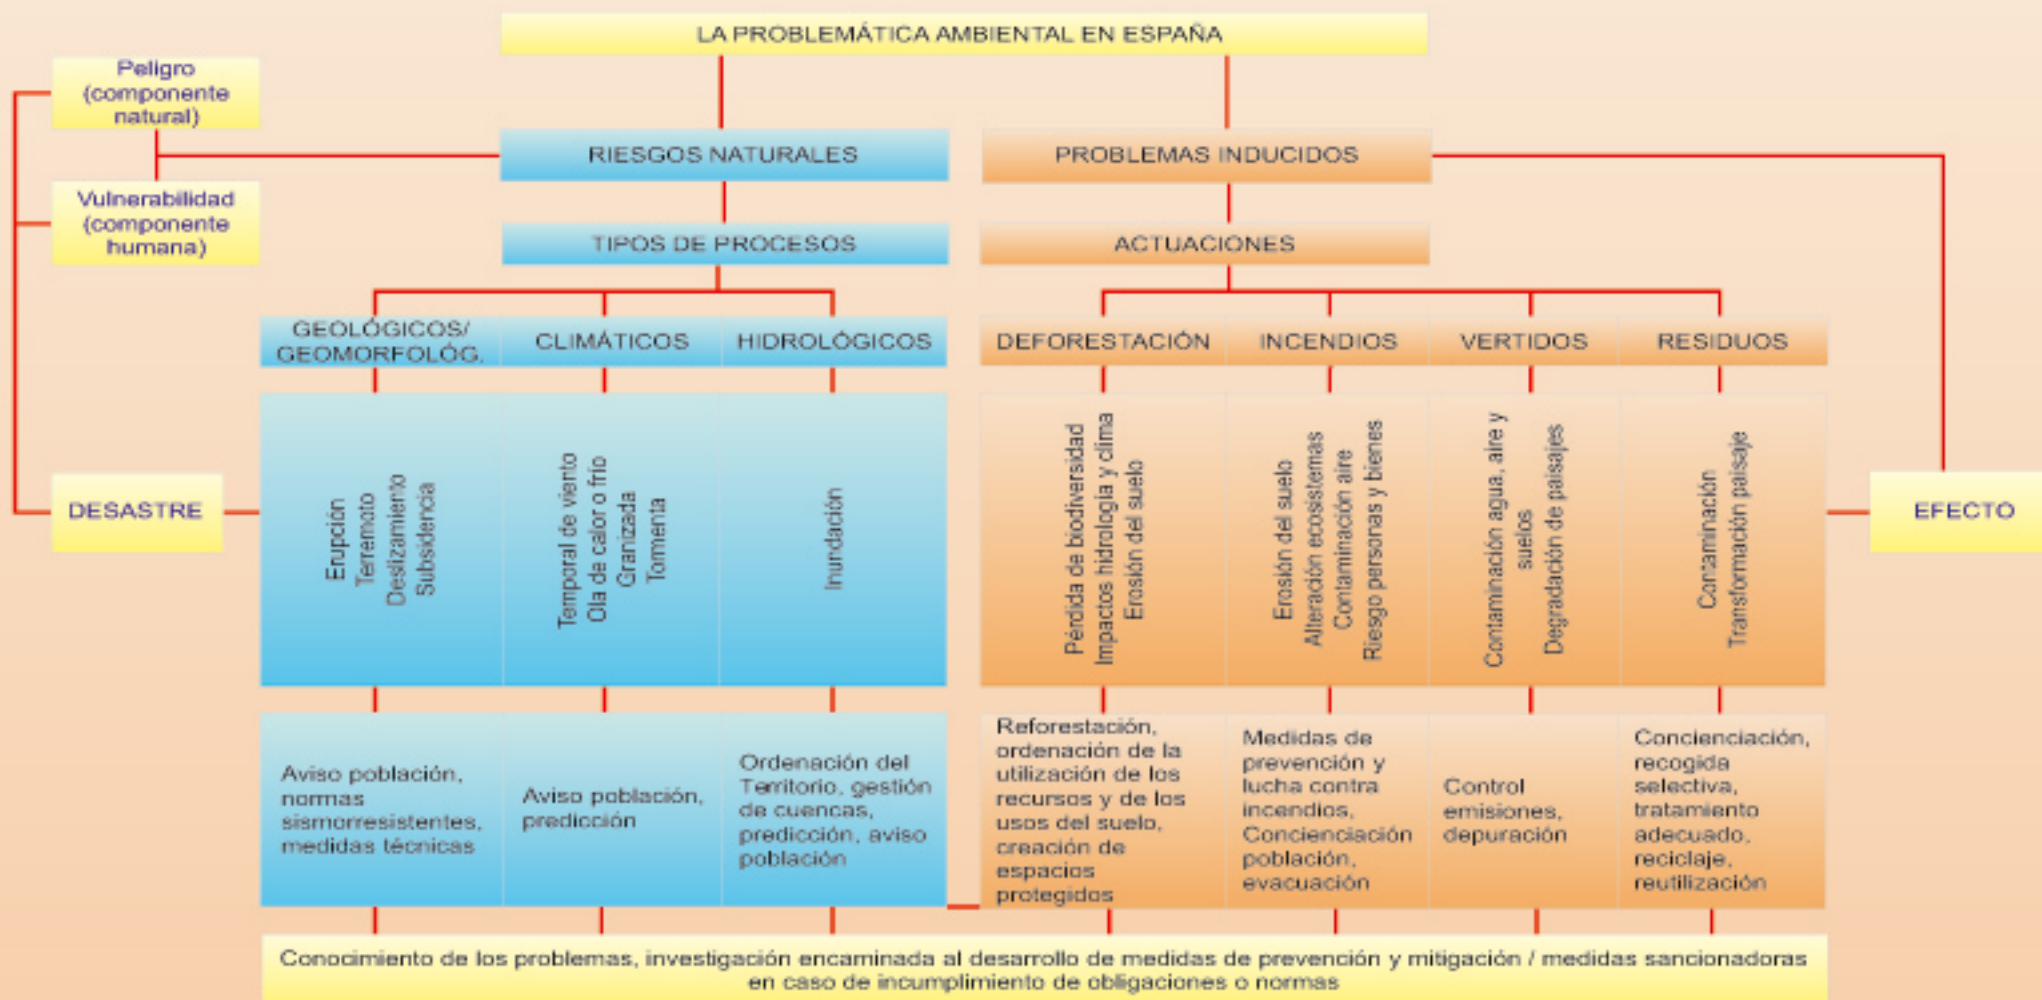 LA PROBLEMÁTICA AMBIENTAL EN ESPAÑA
Peligro
(componente
natural)
Vulnerabilidad
(componente
humana)
RIESGOS NATURALES
PROBLEMAS INDUCIDOS
TIPOS DE PROCESOS
ACTUACIONES
GEOLÓGICOS/
GEOMORFOLÓG.
CLIMÁTICOS
HIDROLÓGICOS
DEFORESTACIÓN
INCENDIOS
VERTIDOS
RESIDUOS
DESASTRE
Erupción
Terremoto
Deslizamiento
Subsidencia
Temporal de viento
Ola de calor o frío
Granizada
Tormenta
Inundación
Pérdida de biodiversidad
Impactos hidrología y clima
Erosión del suelo
Erosión del suelo
Alteración ecosistemas
Contaminación aire
Riesgo personas y bienes
Contaminación agua, aire y
suelos
Degradación de paisajes
Contaminación
Transformación paisaje
EFECTO
Aviso población,
normas
sismorresistentes,
medidas técnicas
Aviso población,
predicción
Ordenación del
Territorio, gestión
de cuencas,
predicción, aviso
población
Reforestación,
ordenación de la
utilización de los
recursos y de los
usos del suelo,
creación de
espacios
protegidos
Medidas de
prevención y
lucha contra
incendios,
Concienciación
población,
evacuación
Control
emisiones,
depuración
Concienciación,
recogida
selectiva,
tratamiento
adecuado,
reciclaje,
reutilización
Conocimiento de los problemas, investigación encaminada al desarrollo de medidas de prevención y mitigación / medidas sancionadoras
en caso de incumplimiento de obligaciones o normas